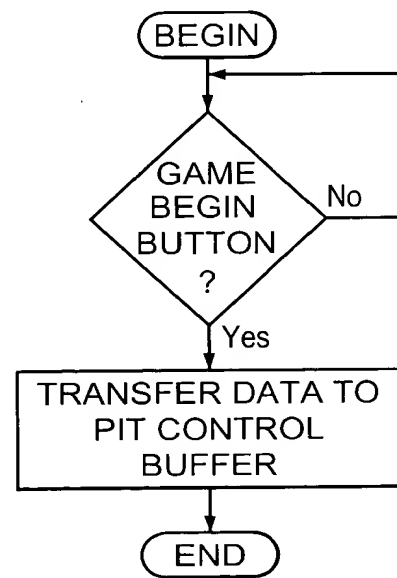 BEGIN
GAME
BEGIN
BUTTON
?
No
Yes
TRANSFER DATA TO
PIT CONTROL
BUFFER
END